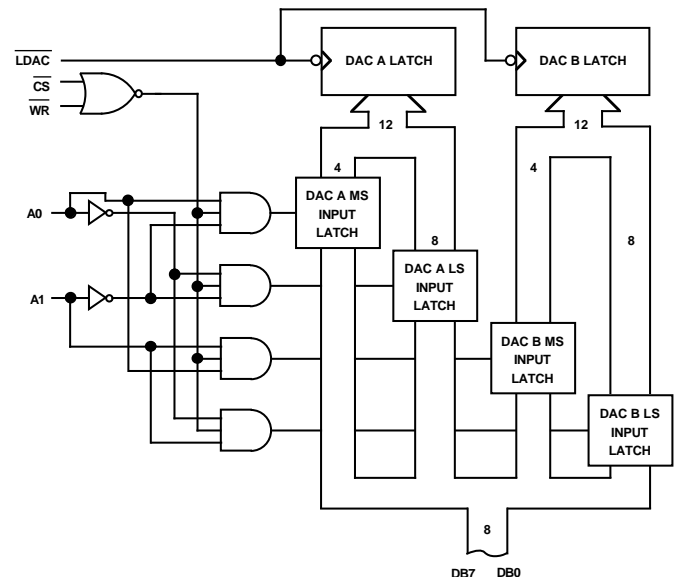 LDAC
CS
WR
DAC A LATCH
DAC B LATCH
12
12
4
4
A0
DAC A MS
INPUT
LATCH
8
8
DAC A LS
INPUT
LATCH
A1
DAC B MS
INPUT
LATCH
DAC B LS
INPUT
LATCH
8
DB7 DB0